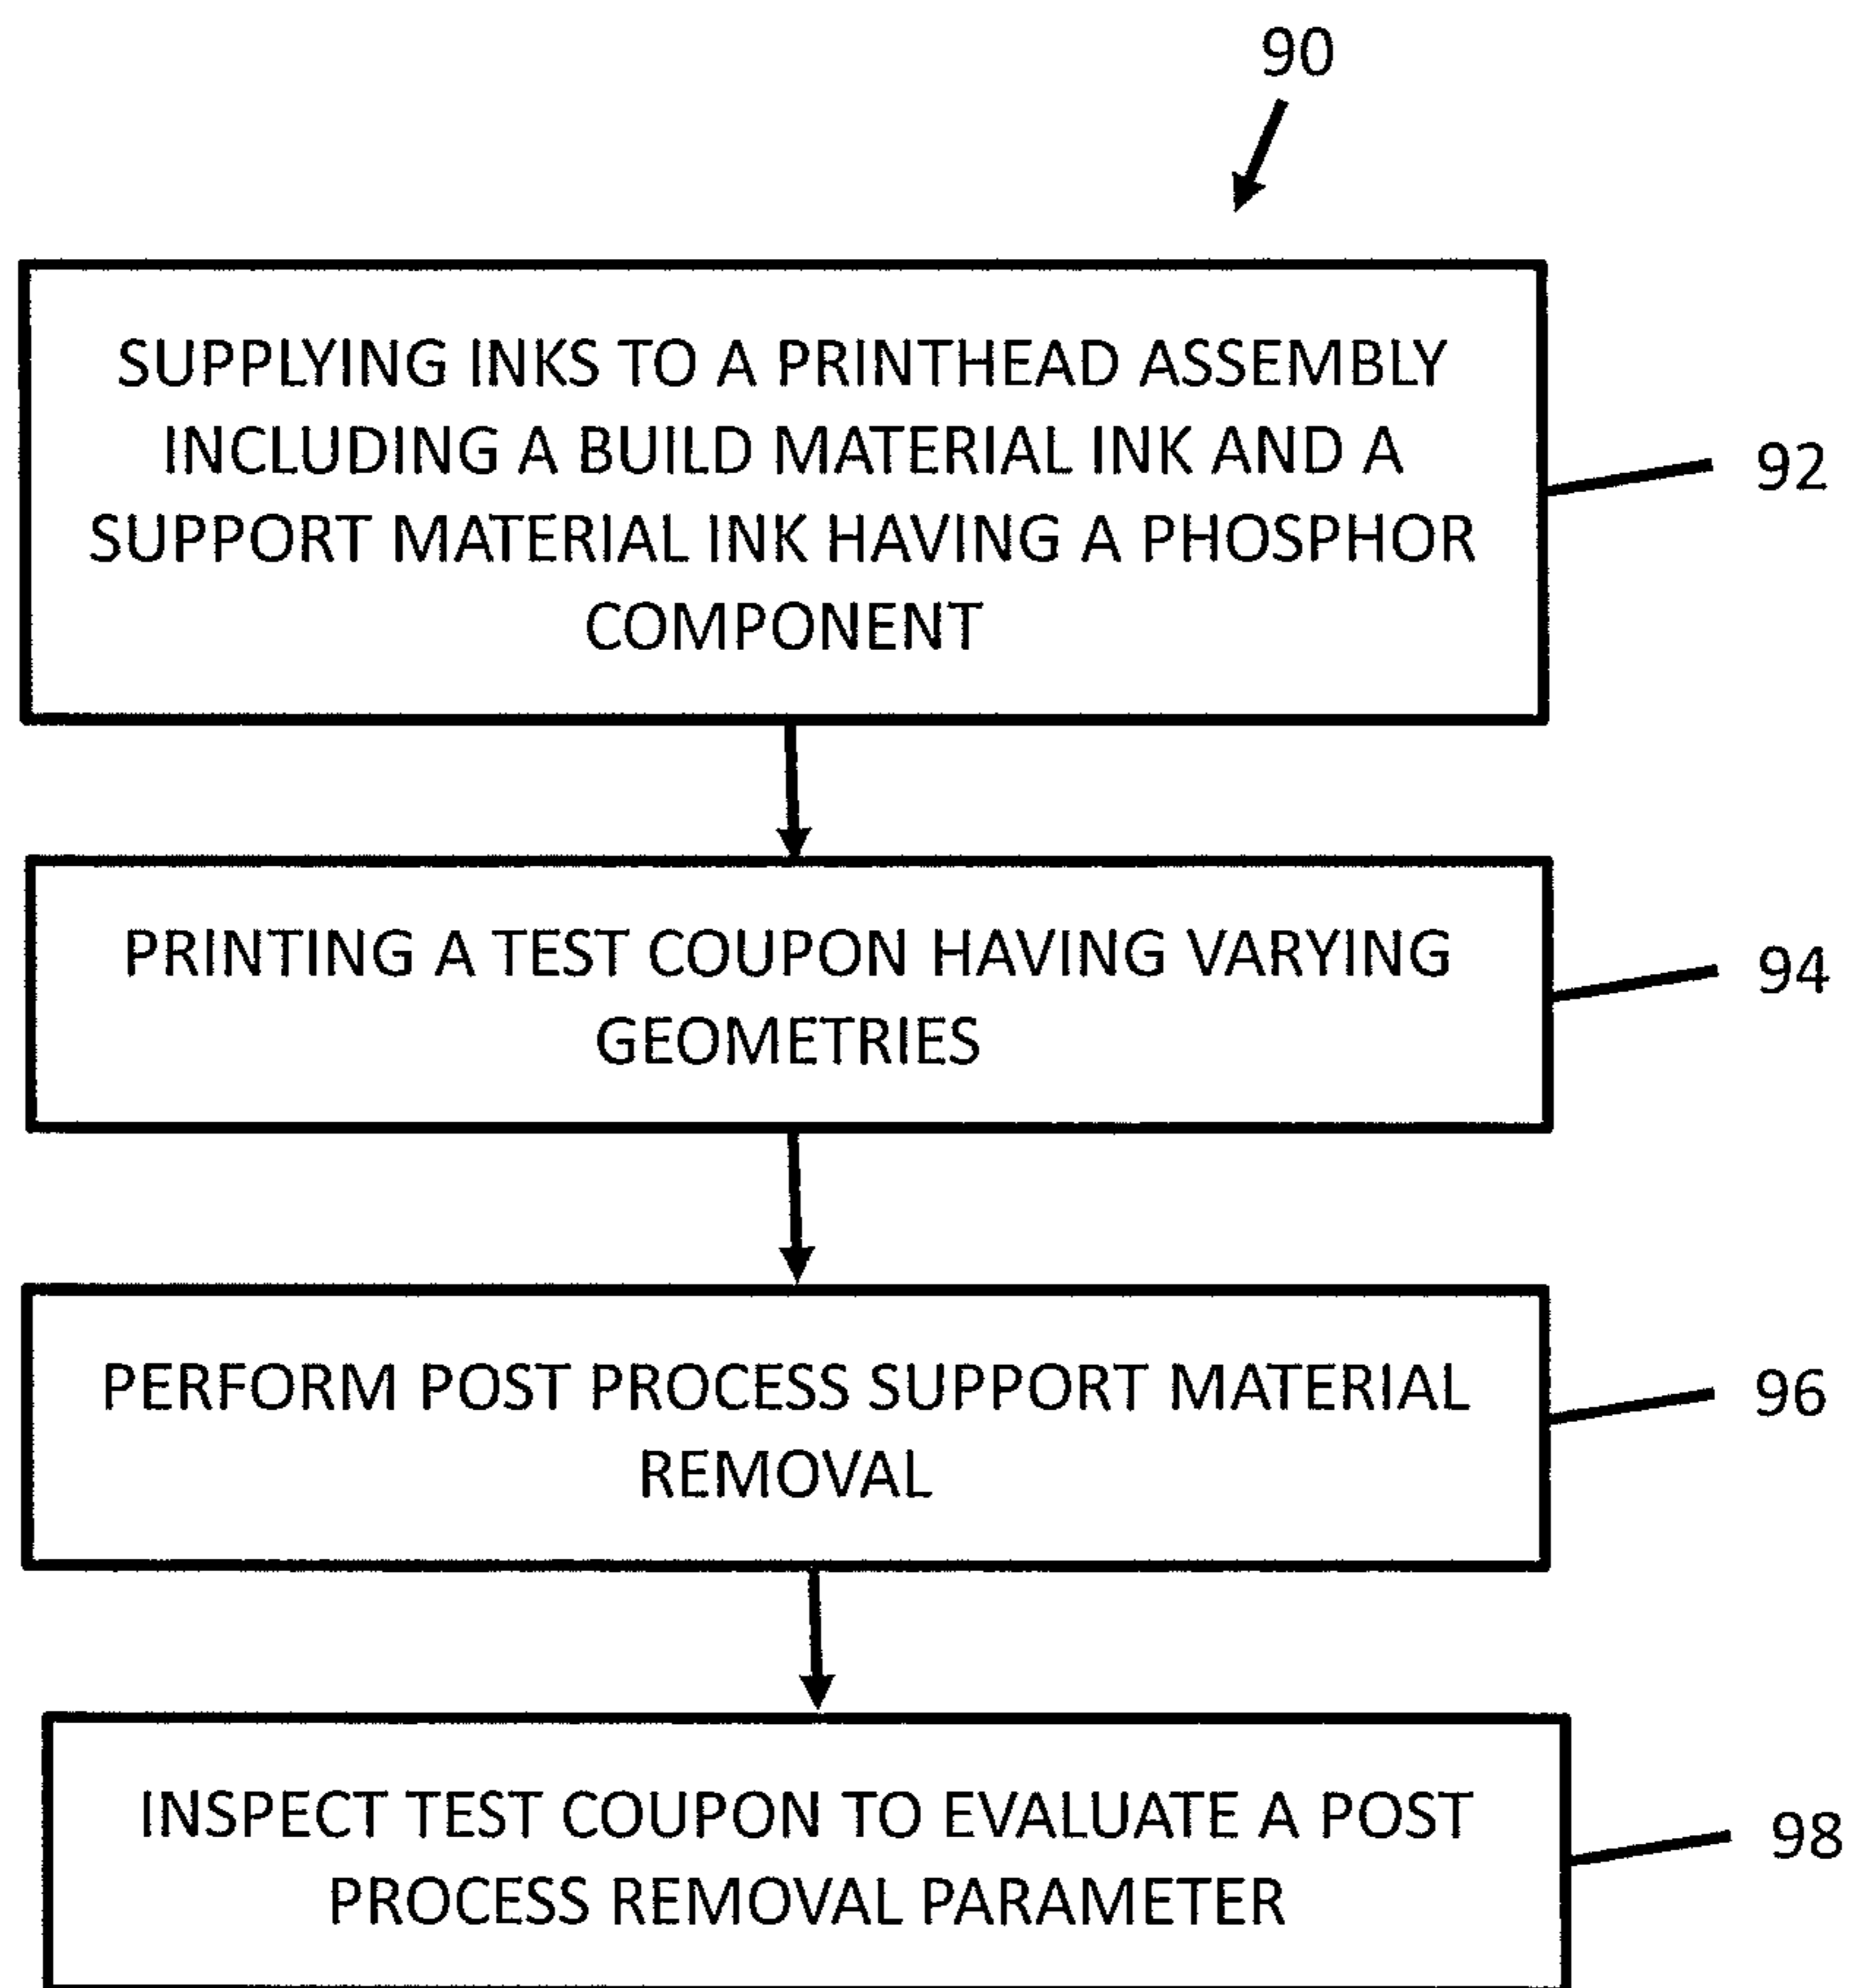 90
SUPPLYING INKS TO A PRINTHEAD ASSEMBLY
INCLUDING A BUILD MATERIAL INK AND A
SUPPORT MATERIAL INK HAVING A PHOSPHOR
COMPONENT
92
PRINTING A TEST COUPON HAVING VARYING
GEOMETRIES
94
PERFORM POST PROCESS SUPPORT MATERIAL
REMOVAL
96
INSPECT TEST COUPON TO EVALUATE A POST
PROCESS REMOVAL PARAMETER
98